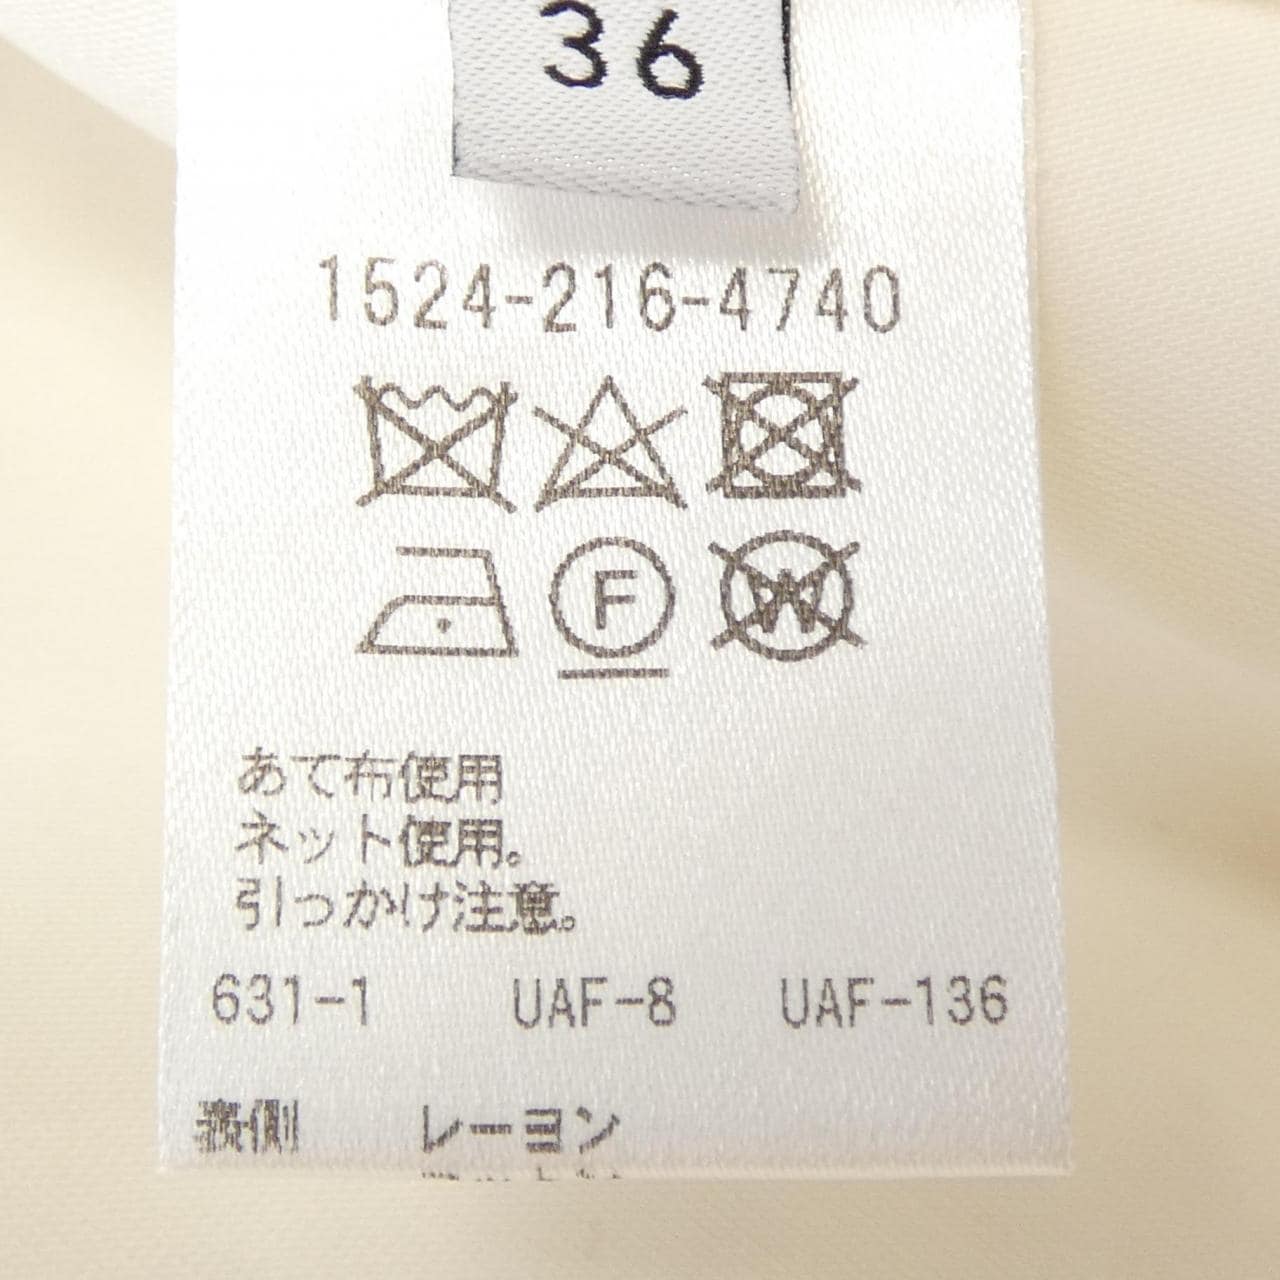 36
1524-216-4740
F
W
あて布使用
ネット使用。
引っかけ注意。
631-1 UAF-8 UAF-136
表側 レーヨン